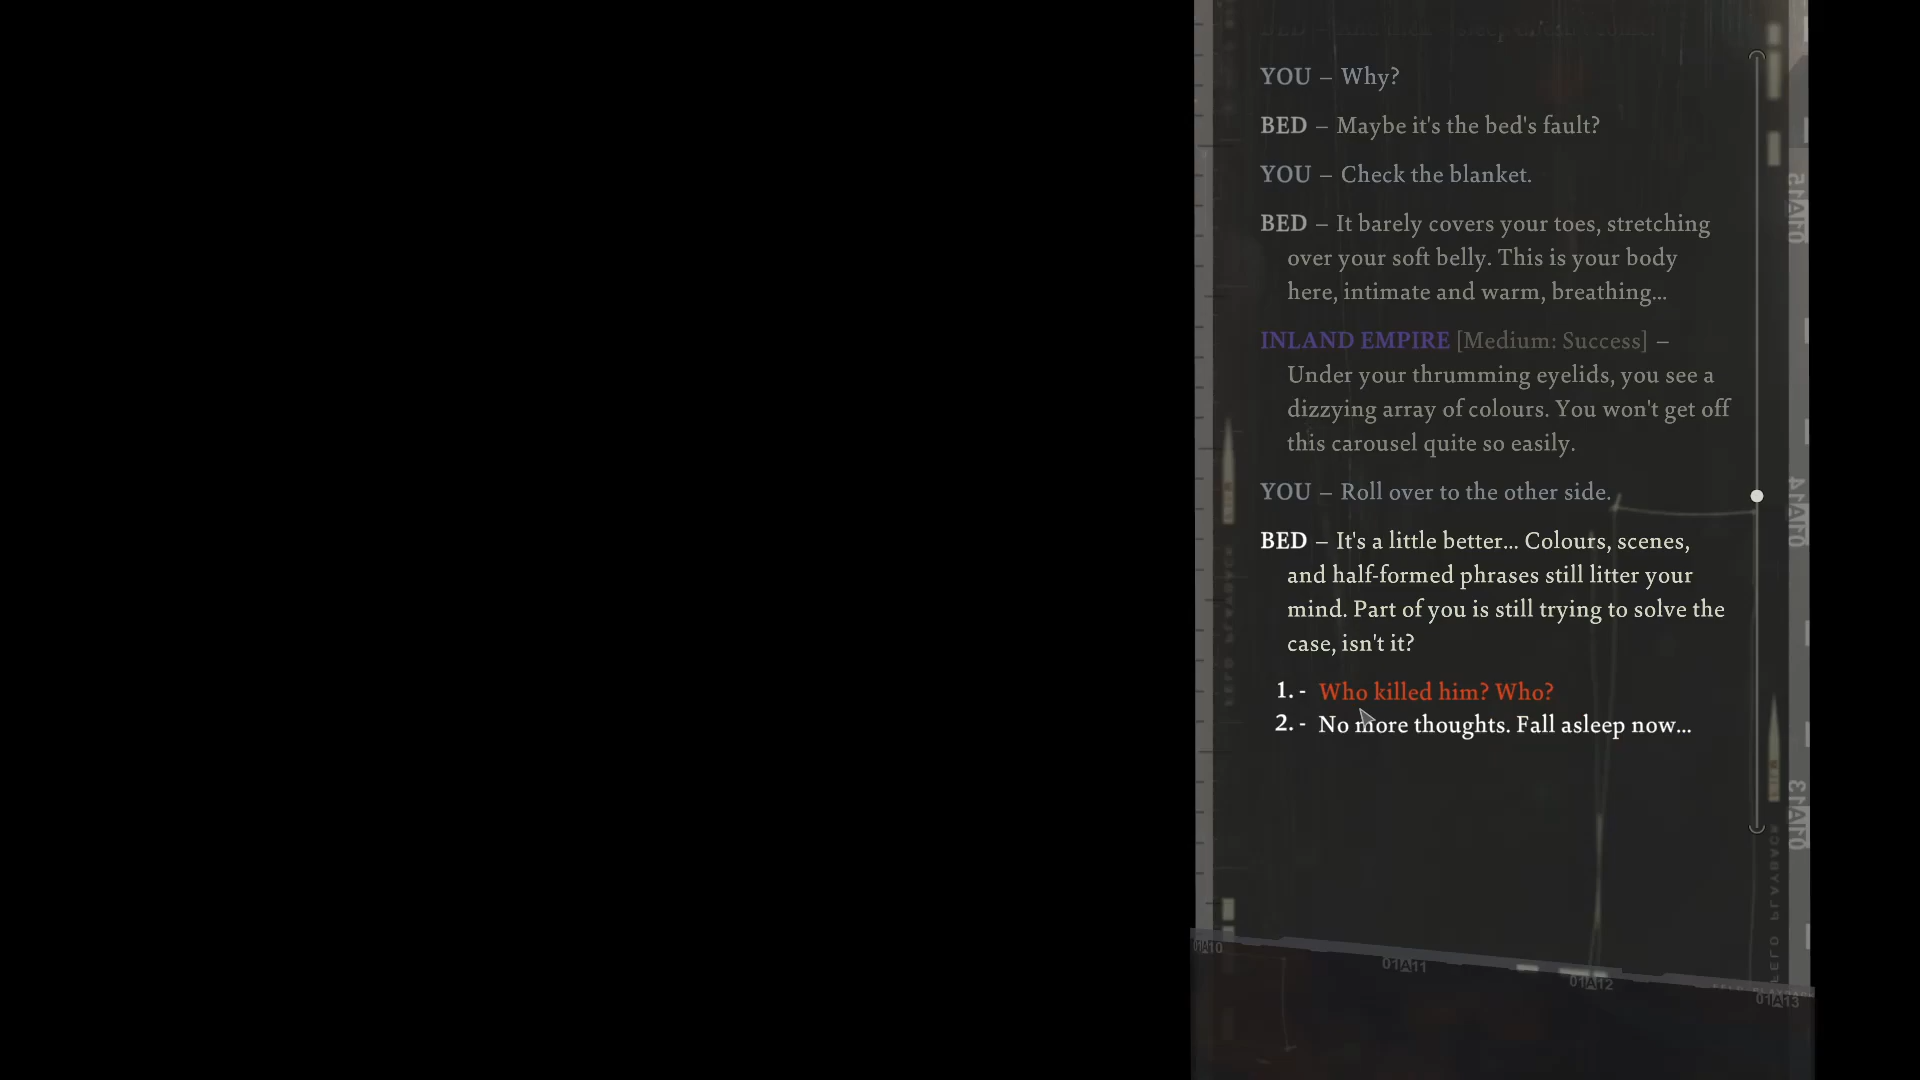 YOU – Why?
BED – Maybe it's the bed's fault?
YOU – Check the blanket.
BED – It barely covers your toes, stretching
over your soft belly. This is your body
here, intimate and warm, breathing...
INLAND EMPIRE [Medium: Success] –
Under your thrumming eyelids, you see a
dizzying array of colours. You won't get off
this carousel quite so easily.
YOU – Roll over to the other side.
BED – It's a little better... Colours, scenes,
and half-formed phrases still litter your
mind. Part of you is still trying to solve the
case, isn't it?
1. - Who killed him? Who?
2. - No more thoughts. Fall asleep now...
01A11
01A12
01A13